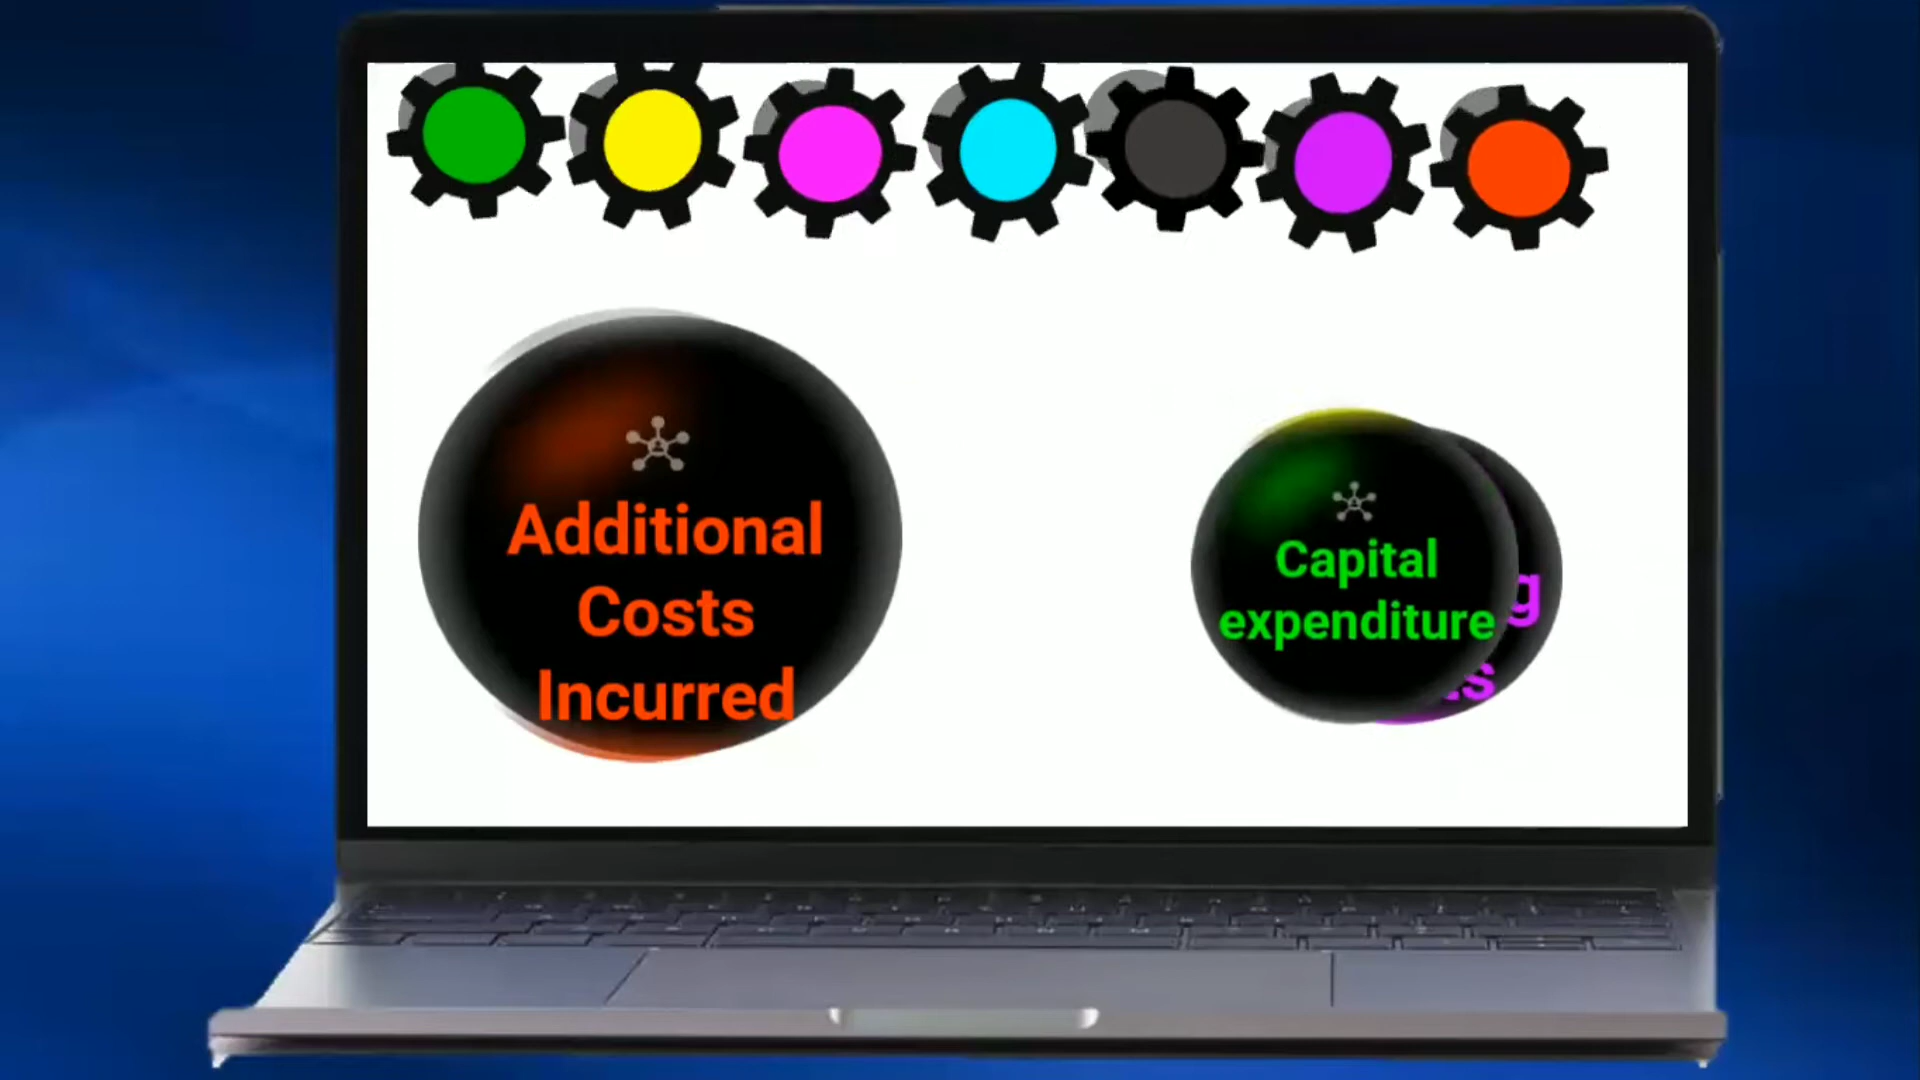 Additional
Costs
Incurred
Capital
expenditure